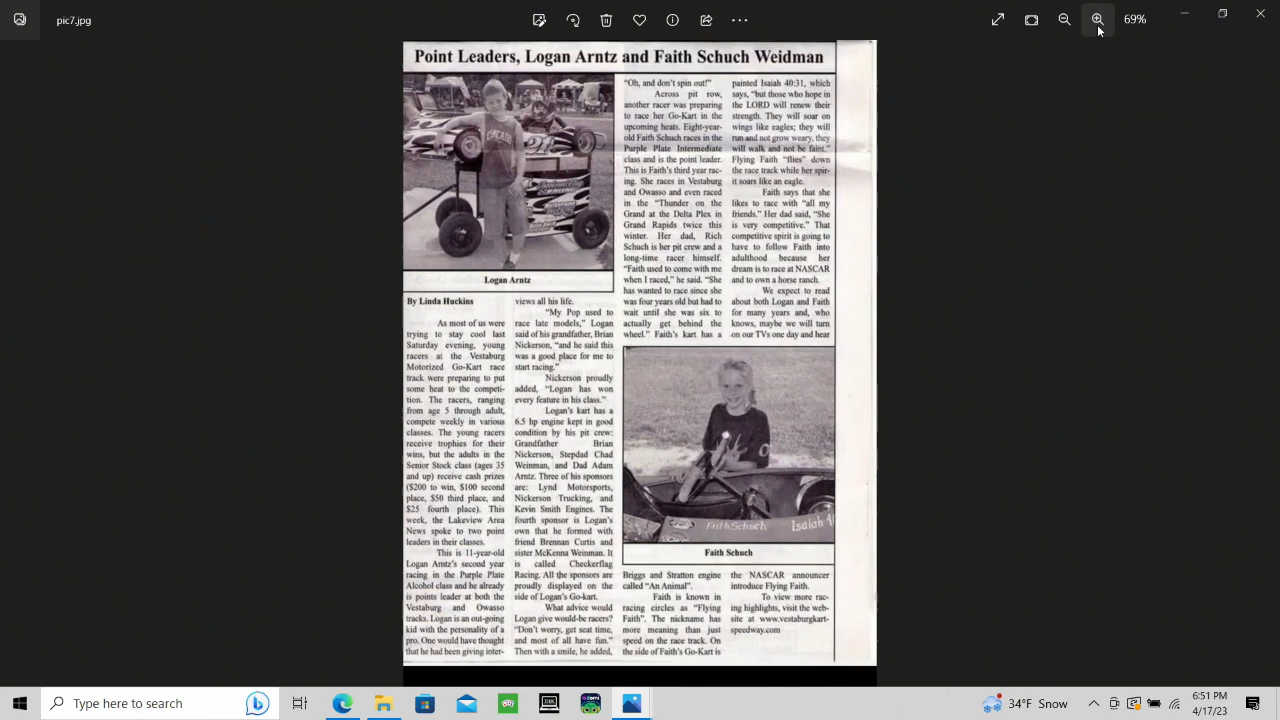 pv7.jpg
69%
Point Leaders, Logan Arntz and Faith Schuch Weidman
Logan Arntz
By Linda Huckins
As most of us were
trying to stay cool last
Saturday evening, young
racers at the Vestaburg
Motorized Go-Kart race
track were preparing to put
some heat to the competi-
tion. The racers, ranging
from age 5 through adult,
compete weekly in various
classes. The young racers
receive trophies for their
wins, but the adults in the
Senior Stock class (ages 35
and up) receive cash prizes
($200 to win, $100 second
place, $50 third place, and
$25 fourth place). This
week, the Lakeview Area
News spoke to two point
leaders in their classes.
This is 11-year-old
Logan Arntz's second year
racing in the Purple Plate
Alcohol class and he already
is points leader at both the
Vestaburg and Owasso
tracks. Logan is an out-going
kid with the personality of a
pro. One would have thought
that he had been giving inter-
views all his life.
"My Pop used to
race late models," Logan
said of his grandfather, Brian
Nickerson, "and he said this
was a good place for me to
start racing."
Nickerson proudly
added, "Logan has won
every feature in his class."
Logan's kart has a
6.5 hp engine kept in good
condition by his pit crew:
Grandfather Brian
Nickerson, Stepdad Chad
Weinman, and Dad Adam
Arntz. Three of his sponsors
are: Lynd Motorsports,
Nickerson Trucking, and
Kevin Smith Engines. The
fourth sponsor is Logan's
own that he formed with
friend Brennan Curtis and
sister McKenna Weinman. It
is called Checkerflag
Racing. All the sponsors are
proudly displayed on the
side of Logan's Go-kart.
What advice would
Logan give would-be racers?
"Don't worry, get seat time,
and most of all have fun."
Then with a smile, he added,
"Oh, and don't spin out!"
Across pit row,
another racer was preparing
to race her Go-Kart in the
upcoming heats. Eight-year-
old Faith Schuch races in the
Purple Plate Intermediate
class and is the point leader.
This is Faith's third year rac-
ing. She races in Vestaburg
and Owasso and even raced
in the "Thunder on the
Grand at the Delta Plex in
Grand Rapids twice this
winter. Her dad, Rich
Schuch is her pit crew and a
long-time racer himself.
"Faith used to come with me
when I raced," he said. "She
has wanted to race since she
was four years old but had to
wait until she was six to
actually get behind the
wheel." Faith's kart has a
Faith Schuch
Isaiah 4
Faith Schuch
Briggs and Stratton engine
called "An Animal".
Faith is known in
racing circles as "Flying
Faith". The nickname has
more meaning than just
speed on the race track. On
the side of Faith's Go-Kart is
painted Isaiah 40:31, which
says, "but those who hope in
the LORD will renew their
strength. They will soar on
wings like eagles; they will
run and not grow weary, they
will walk and not be faint."
Flying Faith "flies" down
the race track while her spir-
it soars like an eagle.
Faith says that she
likes to race with "all my
friends." Her dad said, "She
is very competitive." That
competitive spirit is going to
have to follow Faith into
adulthood because her
dream is to race at NASCAR
and to own a horse ranch.
We expect to read
about both Logan and Faith
for many years and, who
knows, maybe we will turn
on our TVs one day and hear
the NASCAR announcer
introduce Flying Faith.
To view more rac-
ing highlights, visit the web-
site at www.vestaburgkart-
speedway.com
Type here to search
36°F Snow
6:51 PM
4/17/23